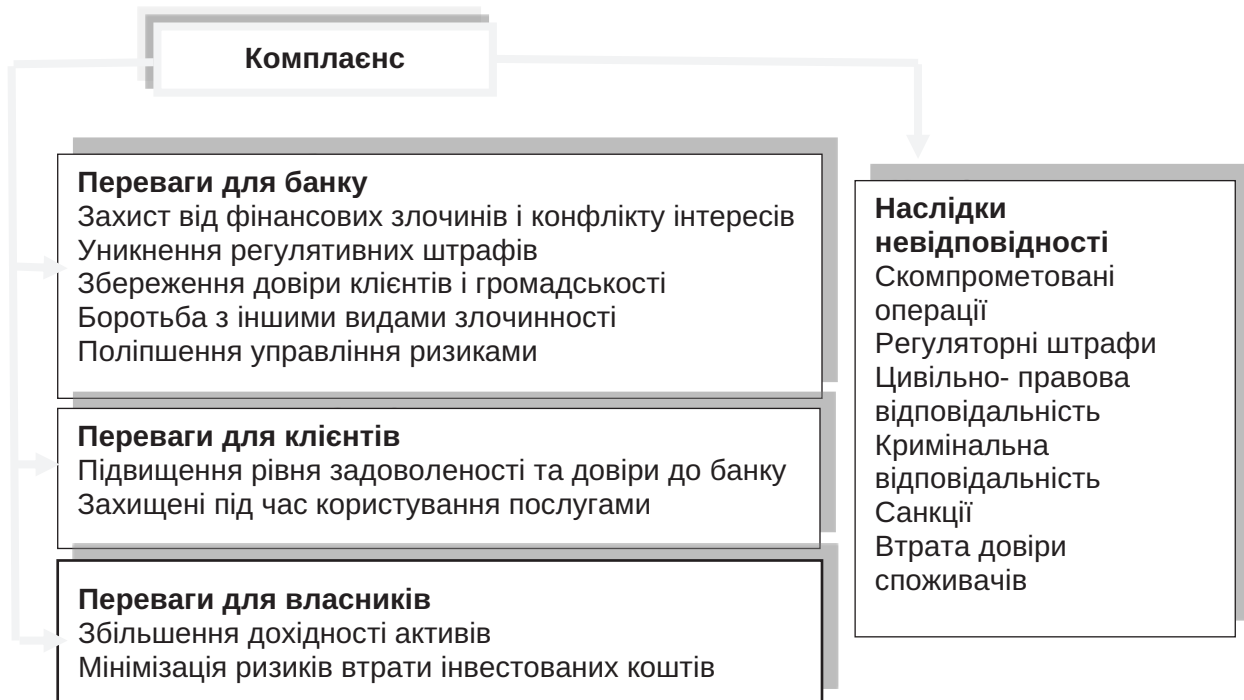 Комплаєнс
Переваги для банку
Захист від фінансових злочинів і конфлікту інтересів
Уникнення регулятивних штрафів
Збереження довіри клієнтів і громадськості
Боротьба з іншими видами злочинності
Поліпшення управління ризиками
Переваги для клієнтів
Підвищення рівня задоволеності та довіри до банку
Захищені під час користування послугами
Переваги для власників
Збільшення дохідності активів
Мінімізація ризиків втрати інвестованих коштів
Наслідки
невідповідності
Скомпрометовані
операції
Регуляторні штрафи
Цивільно- правова
відповідальність
Кримінальна
відповідальність
Санкції
Втрата довіри
споживачів